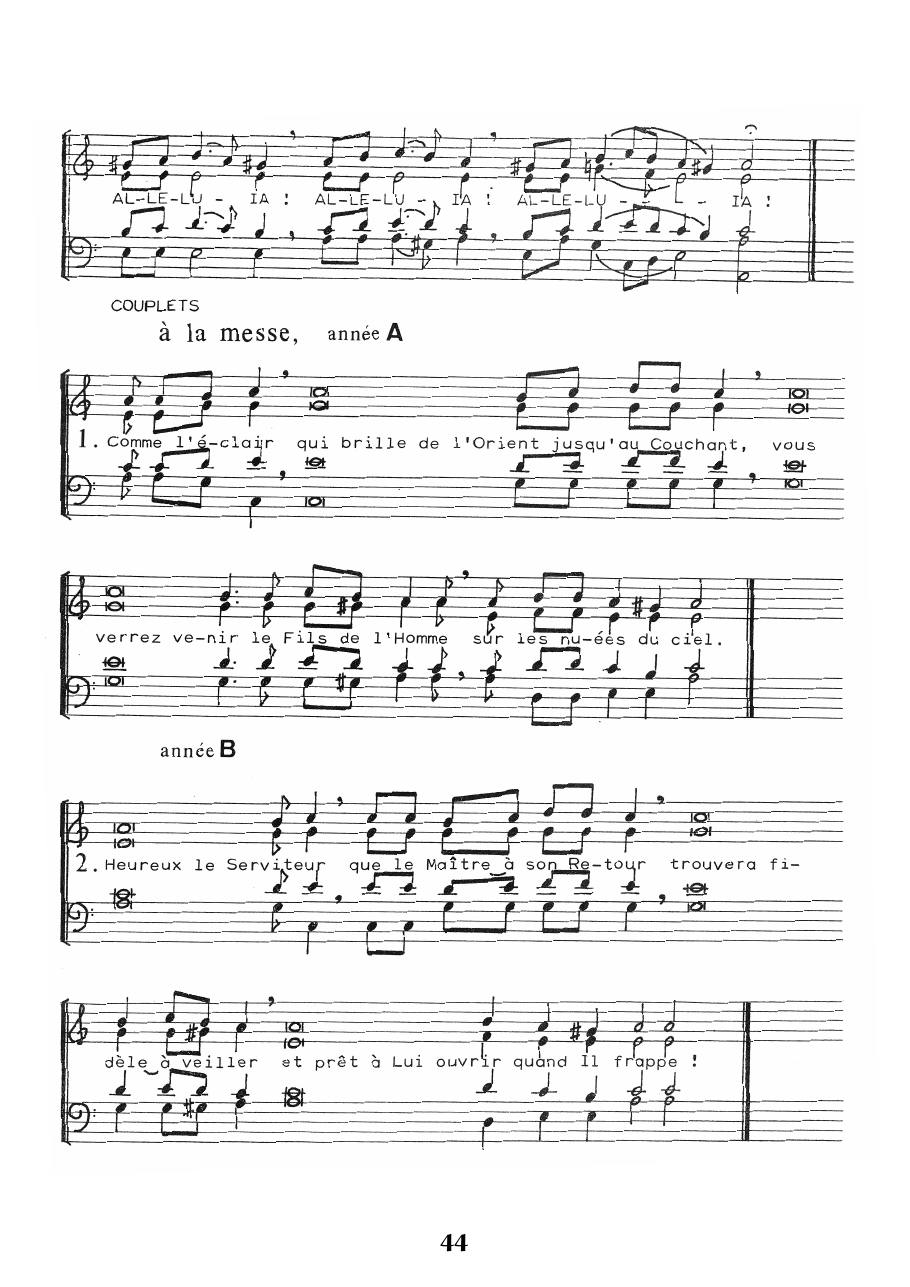 AL-LE-LU - IA ! AL-LE-LU - IA ! AL-LE-LU - - L - IA !
COUPLETS
à la messe, année A
1. Comme l'é-clair qui brille de l'Orient jusqu'au Couchant, vous
verrez ve-nir le Fils de l'Homme sur les nu-ées du ciel.
année B
2. Heureux le Serviteur que le Maître à son Re-tour trouvera fi-
dèle à veiller et prêt à Lui ouvrir quand Il frappe !
44